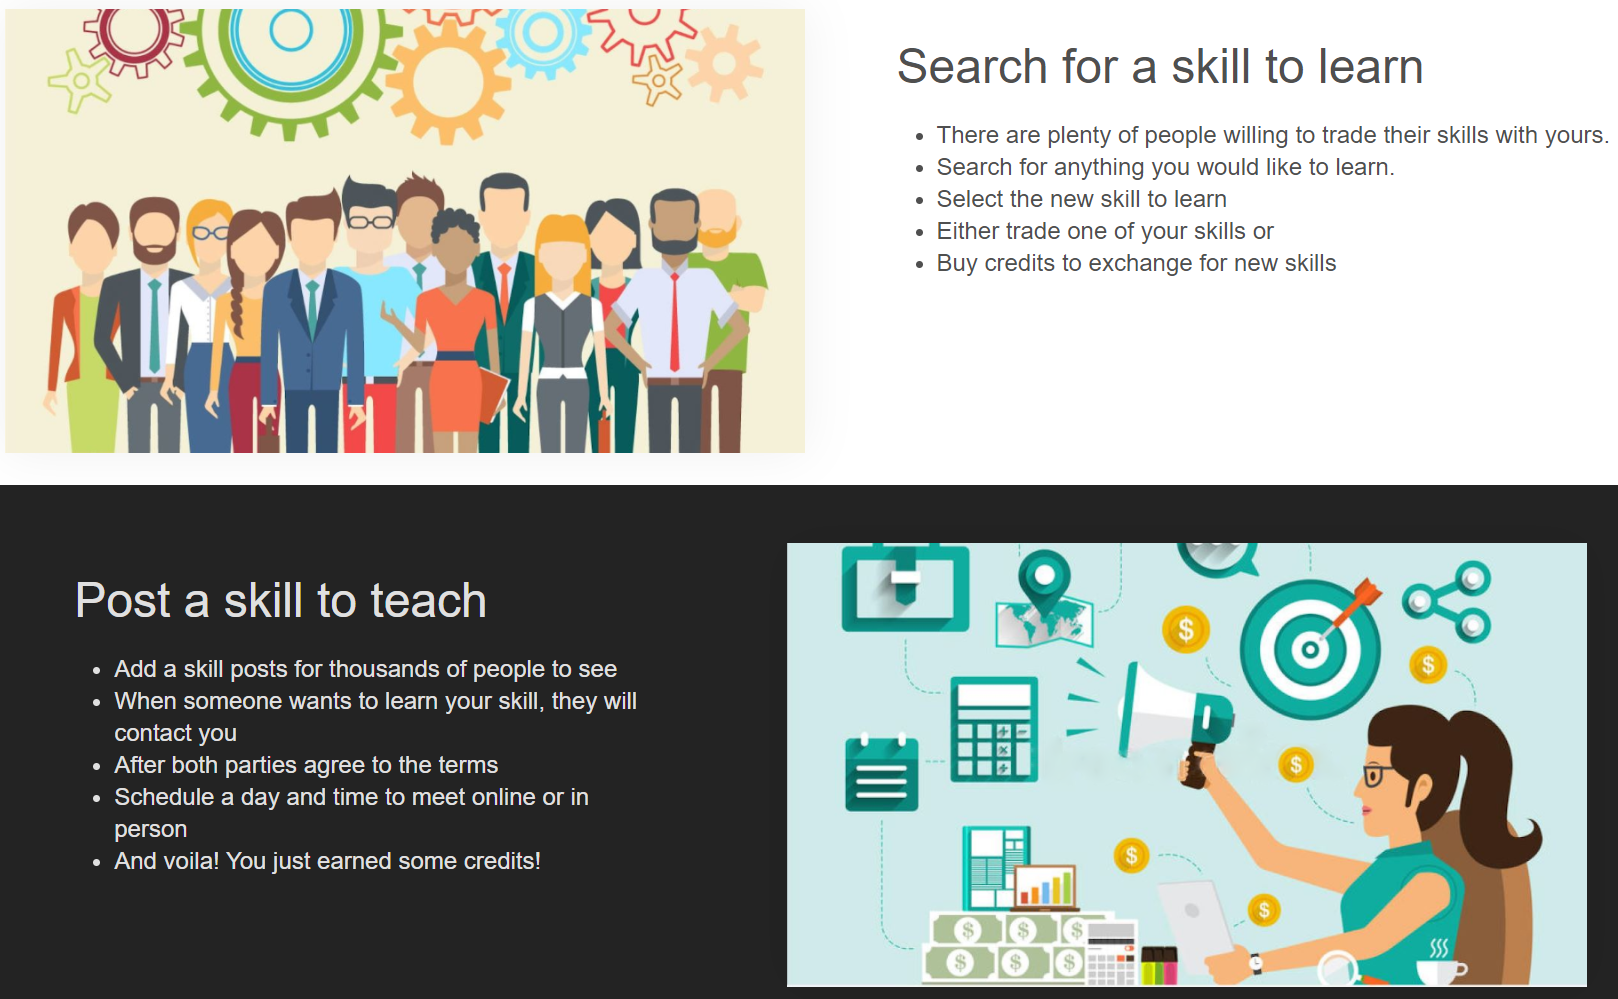 Search for a skill to learn
There are plenty of people willing to trade their skills with yours.
Search for anything you would like to learn.
Select the new skill to learn
Either trade one of your skills or
Buy credits to exchange for new skills
Post a skill to teach
Add a skill posts for thousands of people to see
When someone wants to learn your skill, they will
contact you
After both parties agree to the terms
Schedule a day and time to meet online or in
person
And voila! You just earned some credits!
$
$
$
$
$
$ $ $
$ $ $